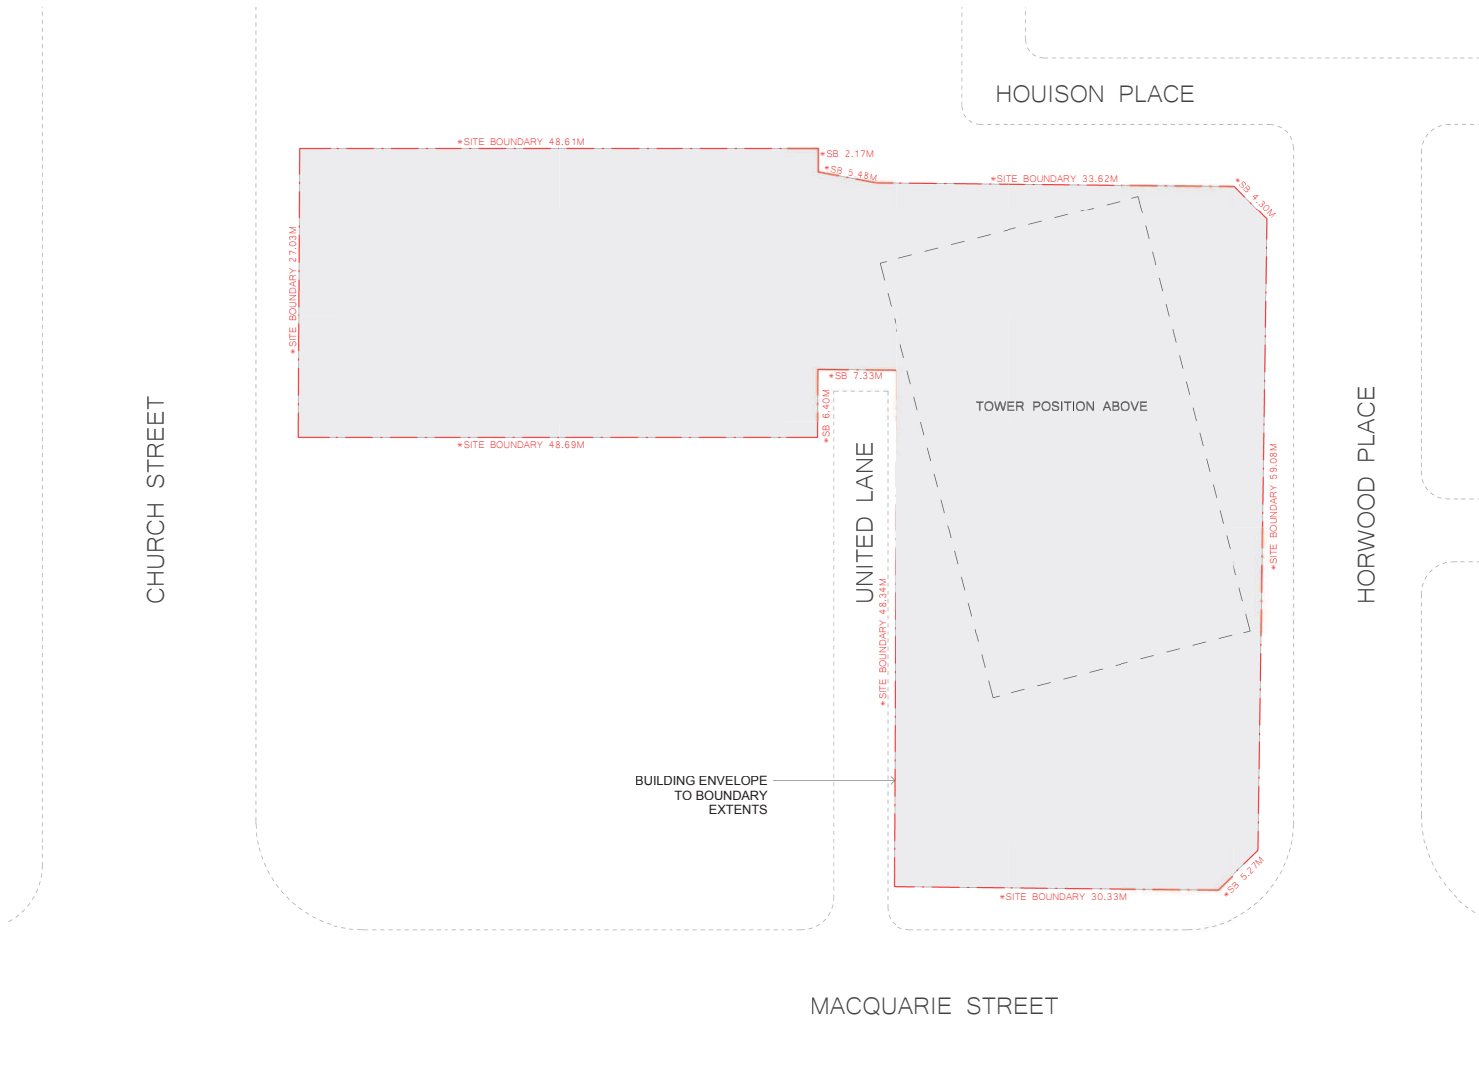 HOUISON PLACE
*SITE BOUNDARY 48.61M
*SB 2.17M
*SB 5.48M
*SITE BOUNDARY 33.62M
*SB 4.30M
*SITE BOUNDARY 27.03M
*SB 7.33M
*SB 6.40M
TOWER POSITION ABOVE
*SITE BOUNDARY 48.69M
CHURCH STREET
UNITED LANE
*SITE BOUNDARY 59.08M
HORWOOD PLACE
*SITE BOUNDARY 48.34M
BUILDING ENVELOPE
TO BOUNDARY
EXTENTS
*SB 5.27M
*SITE BOUNDARY 30.33M
MACQUARIE STREET